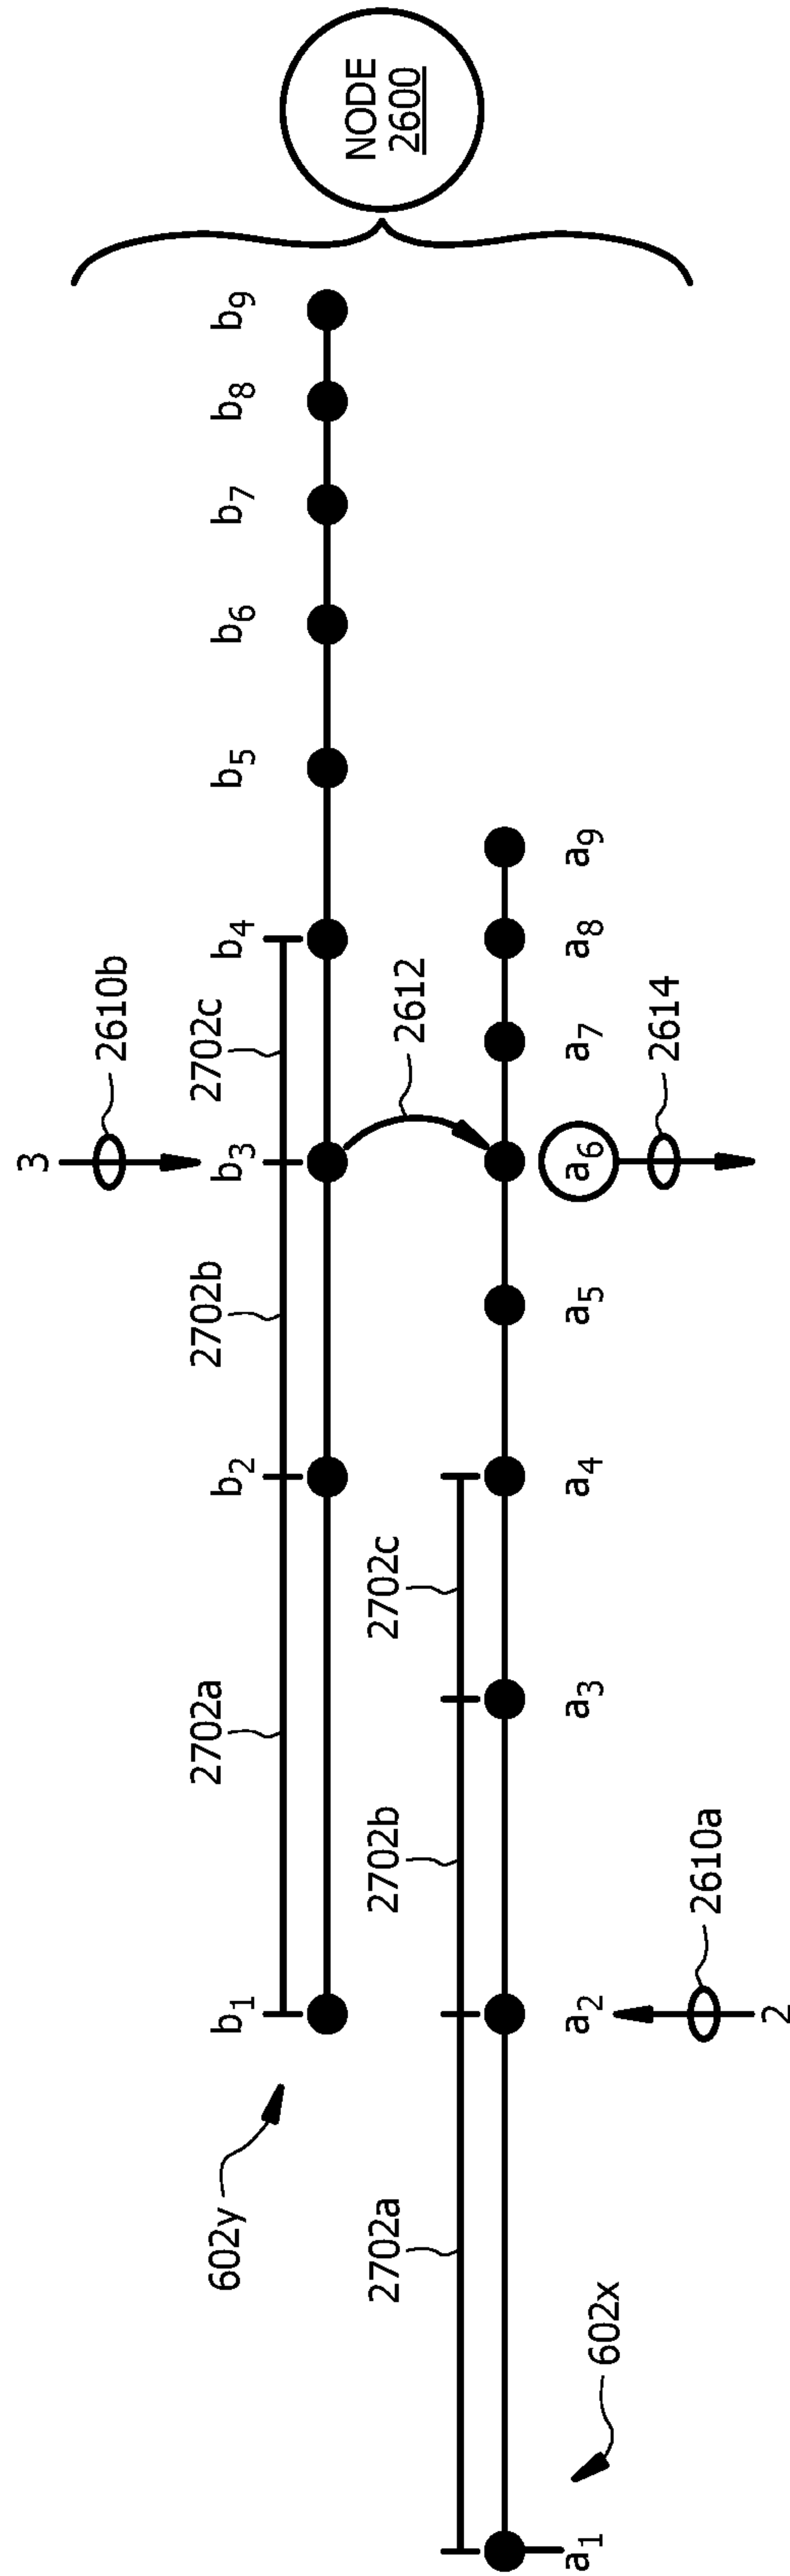 NODE
2600
3
2610b
b₁ b₂ b₃ b₄ b₅ b₆ b₇ b₈ b₉
2702a 2702b 2702c
602y
2612
2702a 2702b 2702c
a₁ a₂ a₃ a₄ a₅ a₆ a₇ a₈ a₉
602x
2610a
2
2614